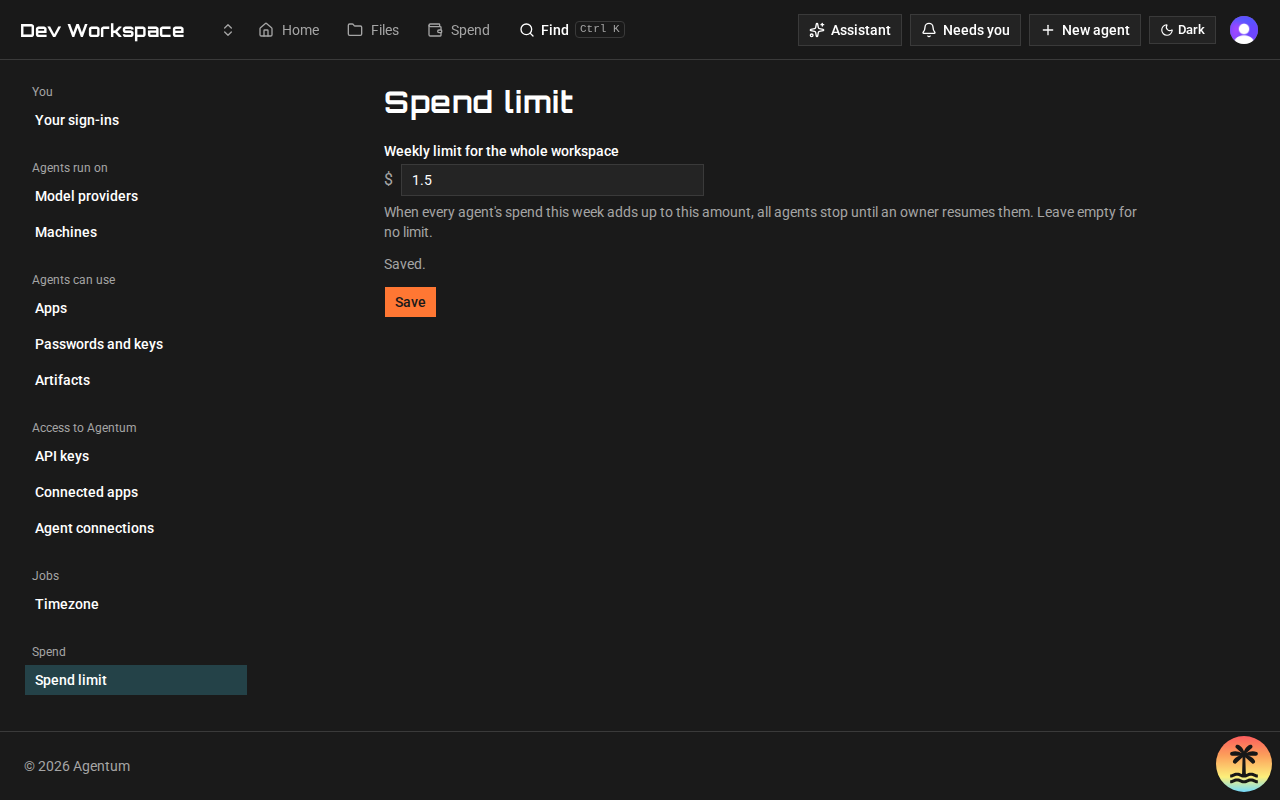 Dev Workspace
Home
Files
Spend
Find Ctrl K
Assistant
Needs you
New agent
Dark
You
Your sign-ins
Agents run on
Model providers
Machines
Agents can use
Apps
Passwords and keys
Artifacts
Access to Agentum
API keys
Connected apps
Agent connections
Jobs
Timezone
Spend
Spend limit
Spend limit
Weekly limit for the whole workspace
$ 1.5
When every agent's spend this week adds up to this amount, all agents stop until an owner resumes them. Leave empty for
no limit.
Saved.
Save
© 2026 Agentum